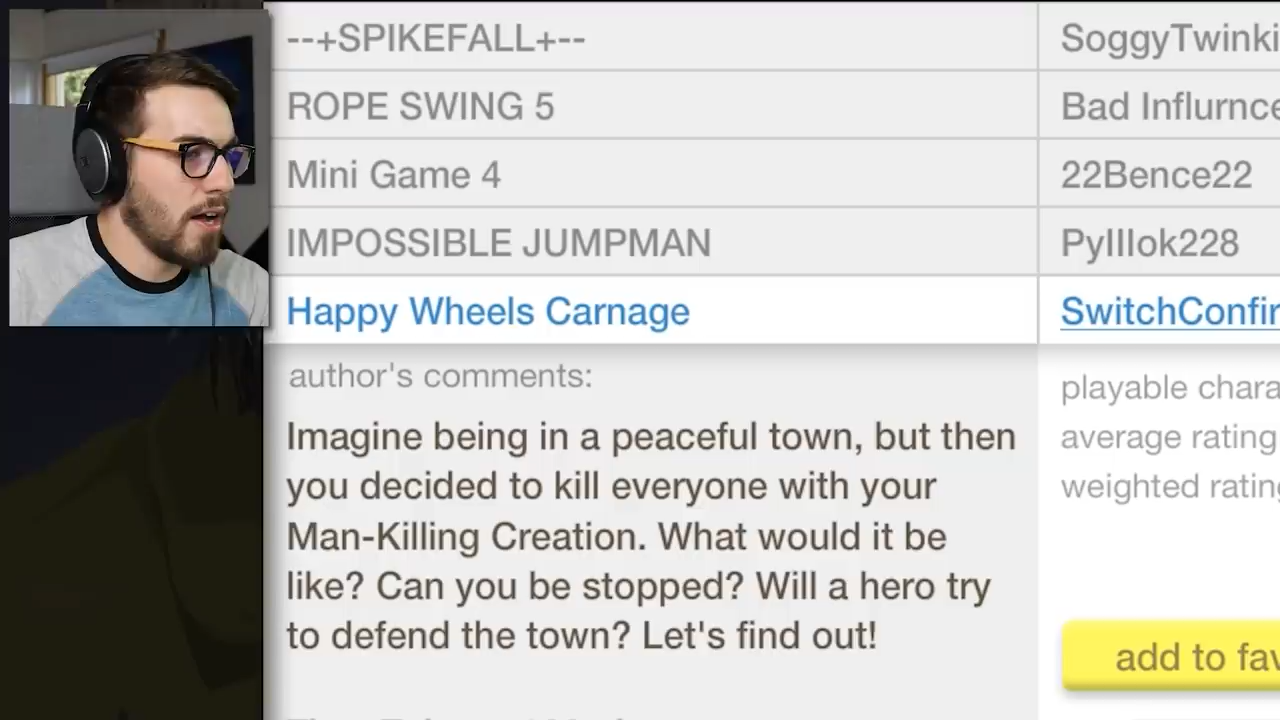 --+SPIKEFALL+--
SoggyTwinki
ROPE SWING 5
Bad Influrnce
Mini Game 4
22Bence22
IMPOSSIBLE JUMPMAN
PyIIIok228
Happy Wheels Carnage
SwitchConfir
author's comments:
Imagine being in a peaceful town, but then
you decided to kill everyone with your
Man-Killing Creation. What would it be
like? Can you be stopped? Will a hero try
to defend the town? Let's find out!
playable chara
average rating
weighted rating
add to fav